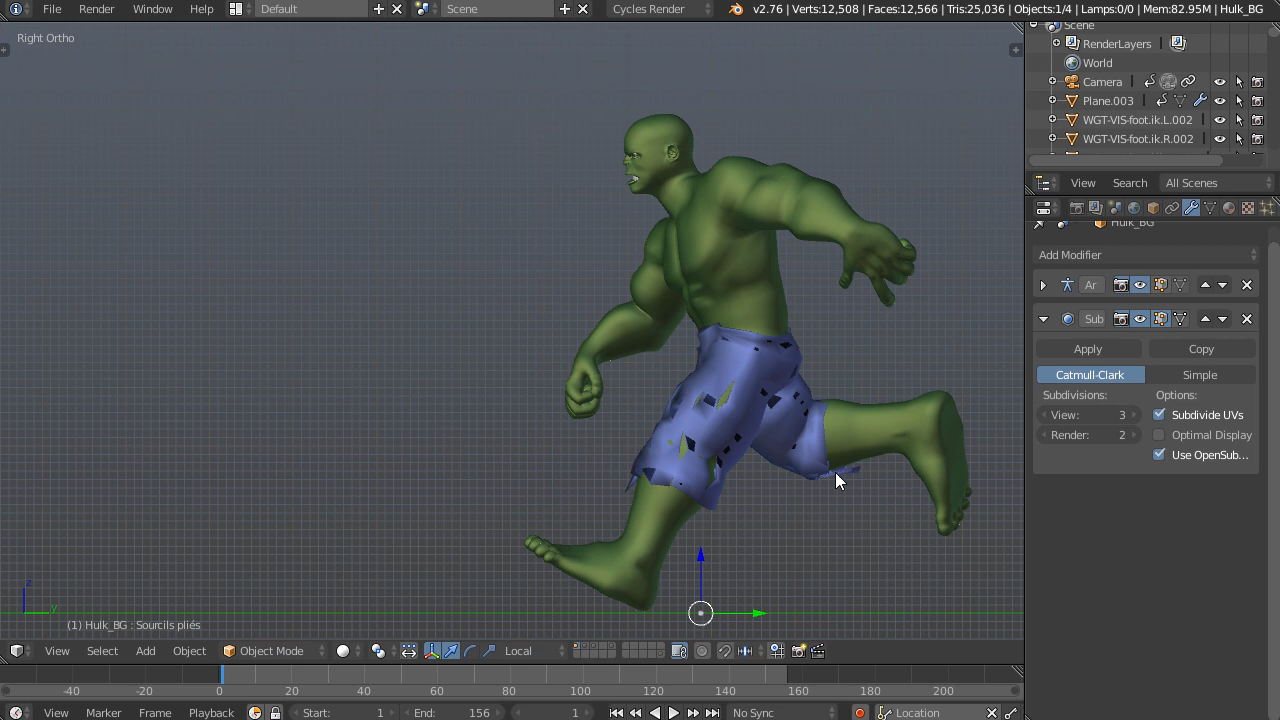 File Render Window Help Default Scene Cycles Render v2.76 | Verts:12,508 | Faces:12,566 | Tris:25,036 | Objects:1/4 | Lamps:0/0 | Mem:82.95M | Hulk_BG
Right Ortho
Scene
RenderLayers
World
Camera
Plane.003
WGT-VIS-foot.ik.L.002
WGT-VIS-foot.ik.R.002
View Search All Scenes
Hulk_BG
Add Modifier
Ar
Sub
Apply Copy
Catmull-Clark Simple
Subdivisions: Options:
View: 3 Subdivide UVs
Render: 2 Optimal Display
Use OpenSub...
z
y
(1) Hulk_BG : Sourcils pliés
View Select Add Object Object Mode Local
-40 -20 0 20 40 60 80 100 120 140 160 180 200
View Marker Frame Playback Start: 1 End: 156 1 No Sync Location